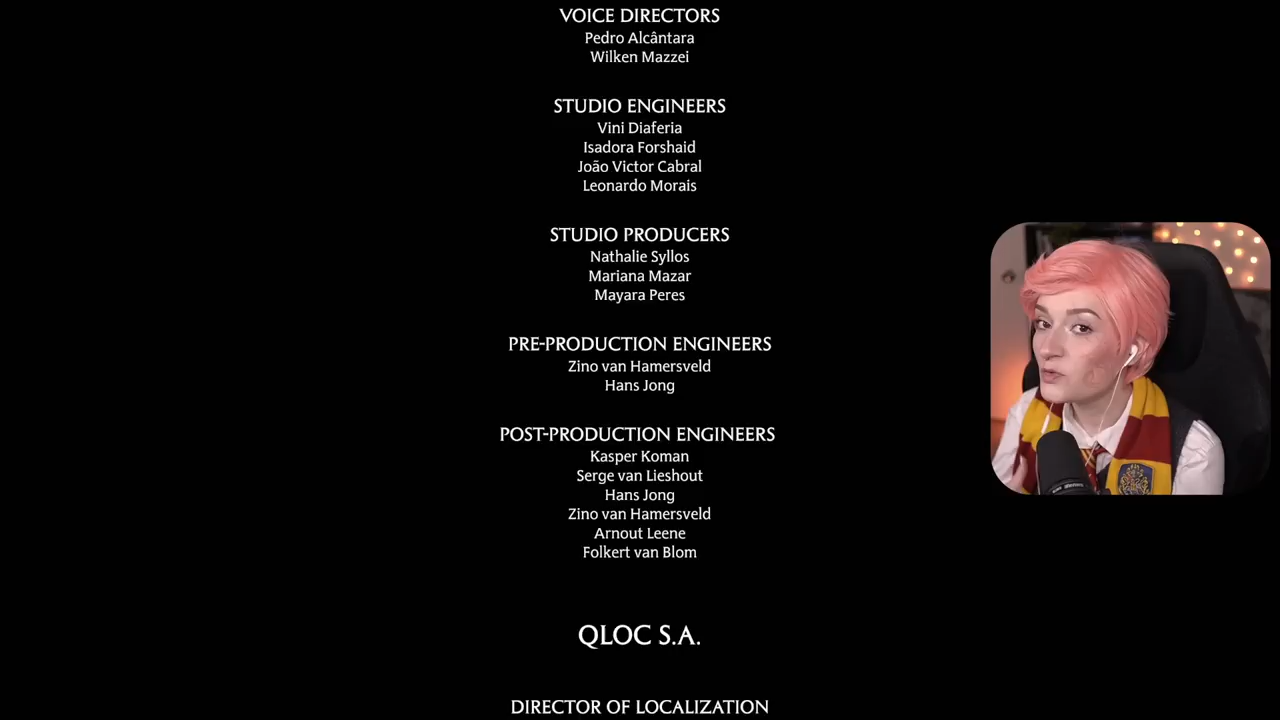 VOICE DIRECTORS
Pedro Alcântara
Wilken Mazzei
STUDIO ENGINEERS
Vini Diaferia
Isadora Forshaid
João Victor Cabral
Leonardo Morais
STUDIO PRODUCERS
Nathalie Syllos
Mariana Mazar
Mayara Peres
PRE-PRODUCTION ENGINEERS
Zino van Hamersveld
Hans Jong
POST-PRODUCTION ENGINEERS
Kasper Koman
Serge van Lieshout
Hans Jong
Zino van Hamersveld
Arnout Leene
Folkert van Blom
QLOC S.A.
DIRECTOR OF LOCALIZATION